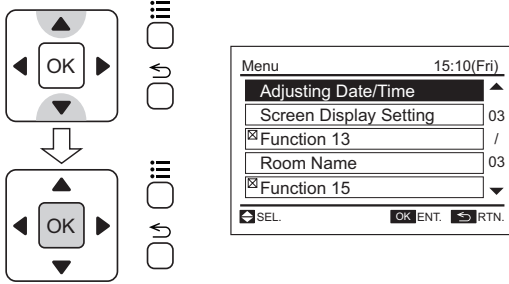 OK
OK
Menu 15:10(Fri)
Adjusting Date/Time
Screen Display Setting 03
Function 13 /
Room Name 03
Function 15
SEL. OK ENT. RTN.